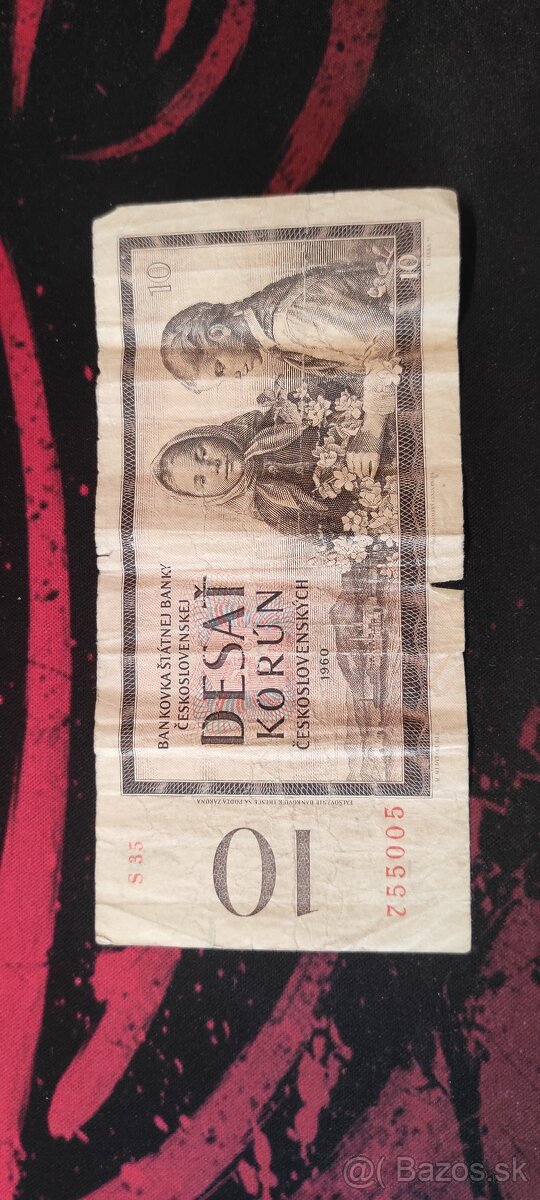 S 35
10
755005
BANKOVKA ŠTÁTNEJ BANKY
ČESKOSLOVENSKEJ
DESAŤ
KORÚN
ČESKOSLOVENSKÝCH
1960
10
10
FALŠOVANIE BANKOVIEK TRESCE SA PODĽA ZÁKONA
@( Bazos.sk